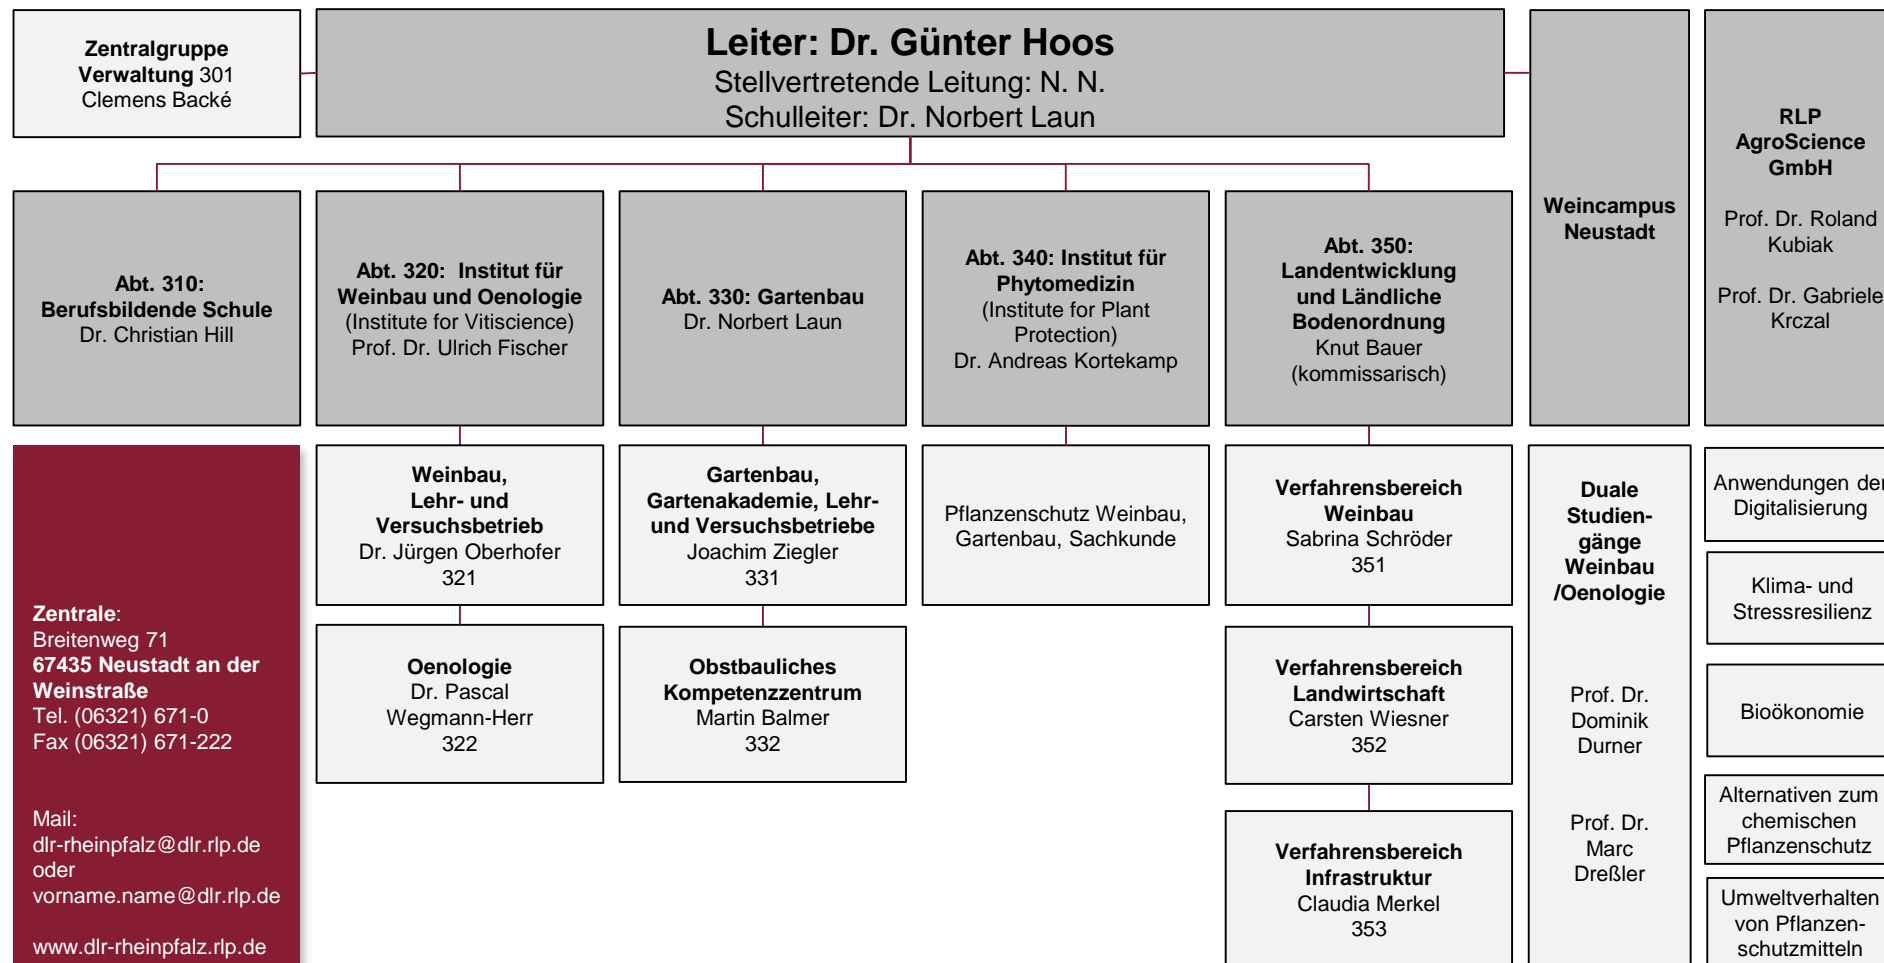 Zentralgruppe
Verwaltung 301
Clemens Backé
Leiter: Dr. Günter Hoos
Stellvertretende Leitung: N. N.
Schulleiter: Dr. Norbert Laun
Abt. 310:
Berufsbildende Schule
Dr. Christian Hill
Abt. 320: Institut für
Weinbau und Oenologie
(Institute for Vitiscience)
Prof. Dr. Ulrich Fischer
Abt. 330: Gartenbau
Dr. Norbert Laun
Abt. 340: Institut für
Phytomedizin
(Institute for Plant
Protection)
Dr. Andreas Kortekamp
Abt. 350:
Landentwicklung
und Ländliche
Bodenordnung
Knut Bauer
(kommissarisch)
Weincampus
Neustadt
RLP
AgroScience
GmbH
Prof. Dr. Roland
Kubiak
Prof. Dr. Gabriele
Krczal
Zentrale:
Breitenweg 71
67435 Neustadt an der
Weinstraße
Tel. (06321) 671-0
Fax (06321) 671-222
Mail:
dlr-rheinpfalz@dlr.rlp.de
oder
vorname.name@dlr.rlp.de
www.dlr-rheinpfalz.rlp.de
Weinbau,
Lehr- und
Versuchsbetrieb
Dr. Jürgen Oberhofer
321
Oenologie
Dr. Pascal
Wegmann-Herr
322
Gartenbau,
Gartenakademie, Lehr-
und Versuchsbetriebe
Joachim Ziegler
331
Obstbauliches
Kompetenzzentrum
Martin Balmer
332
Pflanzenschutz Weinbau,
Gartenbau, Sachkunde
Verfahrensbereich
Weinbau
Sabrina Schröder
351
Verfahrensbereich
Landwirtschaft
Carsten Wiesner
352
Verfahrensbereich
Infrastruktur
Claudia Merkel
353
Duale
Studien-
gänge
Weinbau
/Oenologie
Prof. Dr.
Dominik
Durner
Prof. Dr.
Marc
Dreßler
Anwendungen der
Digitalisierung
Klima- und
Stressresilienz
Bioökonomie
Alternativen zum
chemischen
Pflanzenschutz
Umweltverhalten
von Pflanzen-
schutzmitteln